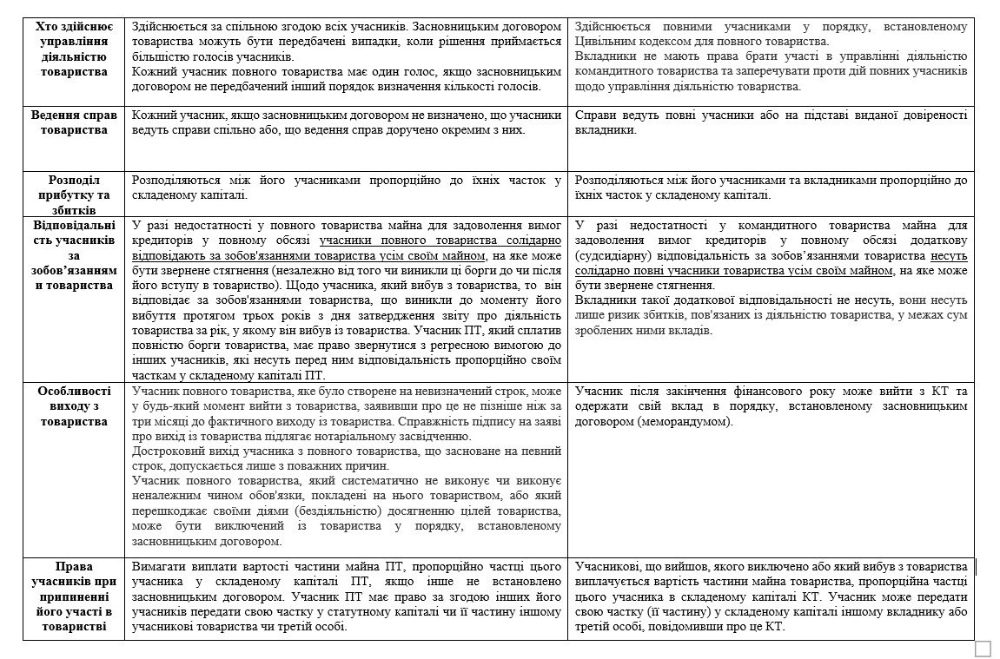 Хто здійснює
управління
діяльністю
товариства
Здійснюється за спільною згодою всіх учасників. Засновницьким договором
товариства можуть бути передбачені випадки, коли рішення приймається
більшістю голосів учасників.
Кожний учасник повного товариства має один голос, якщо засновницьким
договором не передбачений інший порядок визначення кількості голосів.
Здійснюється повними учасниками у порядку, встановленому
Цивільним кодексом для повного товариства.
Вкладники не мають права брати участі в управлінні діяльністю
командитного товариства та заперечувати проти дій повних учасників
щодо управління діяльністю товариства.
Ведення справ
товариства
Кожний учасник, якщо засновницьким договором не визначено, що учасники
ведуть справи спільно або, що ведення справ доручено окремим з них.
Справи ведуть повні учасники або на підставі виданої довіреності
вкладники.
Розподіл
прибутку та
збитків
Розподіляються між його учасниками пропорційно до їхніх часток у
складеному капіталі.
Розподіляються між його учасниками та вкладниками пропорційно до
їхніх часток у складеному капіталі.
Відповідальні
сть учасників
за
зобов’язанням
и товариства
У разі недостатності у повного товариства майна для задоволення вимог
кредиторів у повному обсязі учасники повного товариства солідарно
відповідають за зобов'язаннями товариства усім своїм майном, на яке може
бути звернене стягнення (незалежно від того чи виникли ці борги до чи після
його вступу в товариство). Щодо учасника, який вибув з товариства, то він
відповідає за зобов'язаннями товариства, що виникли до моменту його
вибуття протягом трьох років з дня затвердження звіту про діяльність
товариства за рік, у якому він вибув із товариства. Учасник ПТ, який сплатив
повністю борги товариства, має право звернутися з регресною вимогою до
інших учасників, які несуть перед ним відповідальність пропорційно своїм
часткам у складеному капіталі ПТ.
У разі недостатності у командитного товариства майна для
задоволення вимог кредиторів у повному обсязі додаткову
(судсидіарну) відповідальність за зобов’язаннями товариства несуть
солідарно повні учасники товариства усім своїм майном, на яке може
бути звернене стягнення.
Вкладники такої додаткової відповідальності не несуть, вони несуть
лише ризик збитків, пов'язаних із діяльністю товариства, у межах сум
зроблених ними вкладів.
Особливості
виходу з
товариства
Учасник повного товариства, яке було створене на невизначений строк, може
у будь-який момент вийти з товариства, заявивши про це не пізніше ніж за
три місяці до фактичного виходу із товариства. Справжність підпису на заяві
про вихід із товариства підлягає нотаріальному засвідченню.
Достроковий вихід учасника з повного товариства, що засноване на певний
строк, допускається лише з поважних причин.
Учасник повного товариства, який систематично не виконує чи виконує
неналежним чином обов'язки, покладені на нього товариством, або який
перешкоджає своїми діями (бездіяльністю) досягненню цілей товариства,
може бути виключений із товариства у порядку, встановленому
засновницьким договором.
Учасник після закінчення фінансового року може вийти з КТ та
одержати свій вклад в порядку, встановленому засновницьким
договором (меморандумом).
Права
учасників при
припиненні
його участі в
товаристві
Вимагати виплати вартості частини майна ПТ, пропорційно частці цього
учасника у складеному капіталі ПТ, якщо інше не встановлено
засновницьким договором. Учасник ПТ має право за згодою інших його
учасників передати свою частку у статутному капіталі чи її частину іншому
учасникові товариства чи третій особі.
Учасникові, що вийшов, якого виключено або який вибув з товариства
виплачується вартість частини майна товариства, пропорційна частці
цього учасника в складеному капіталі КТ. Учасник може передати
свою частку (її частину) у складеному капіталі іншому вкладнику або
третій особі, повідомивши про це КТ.